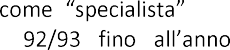 come “specialista”
92/93 fino all’anno